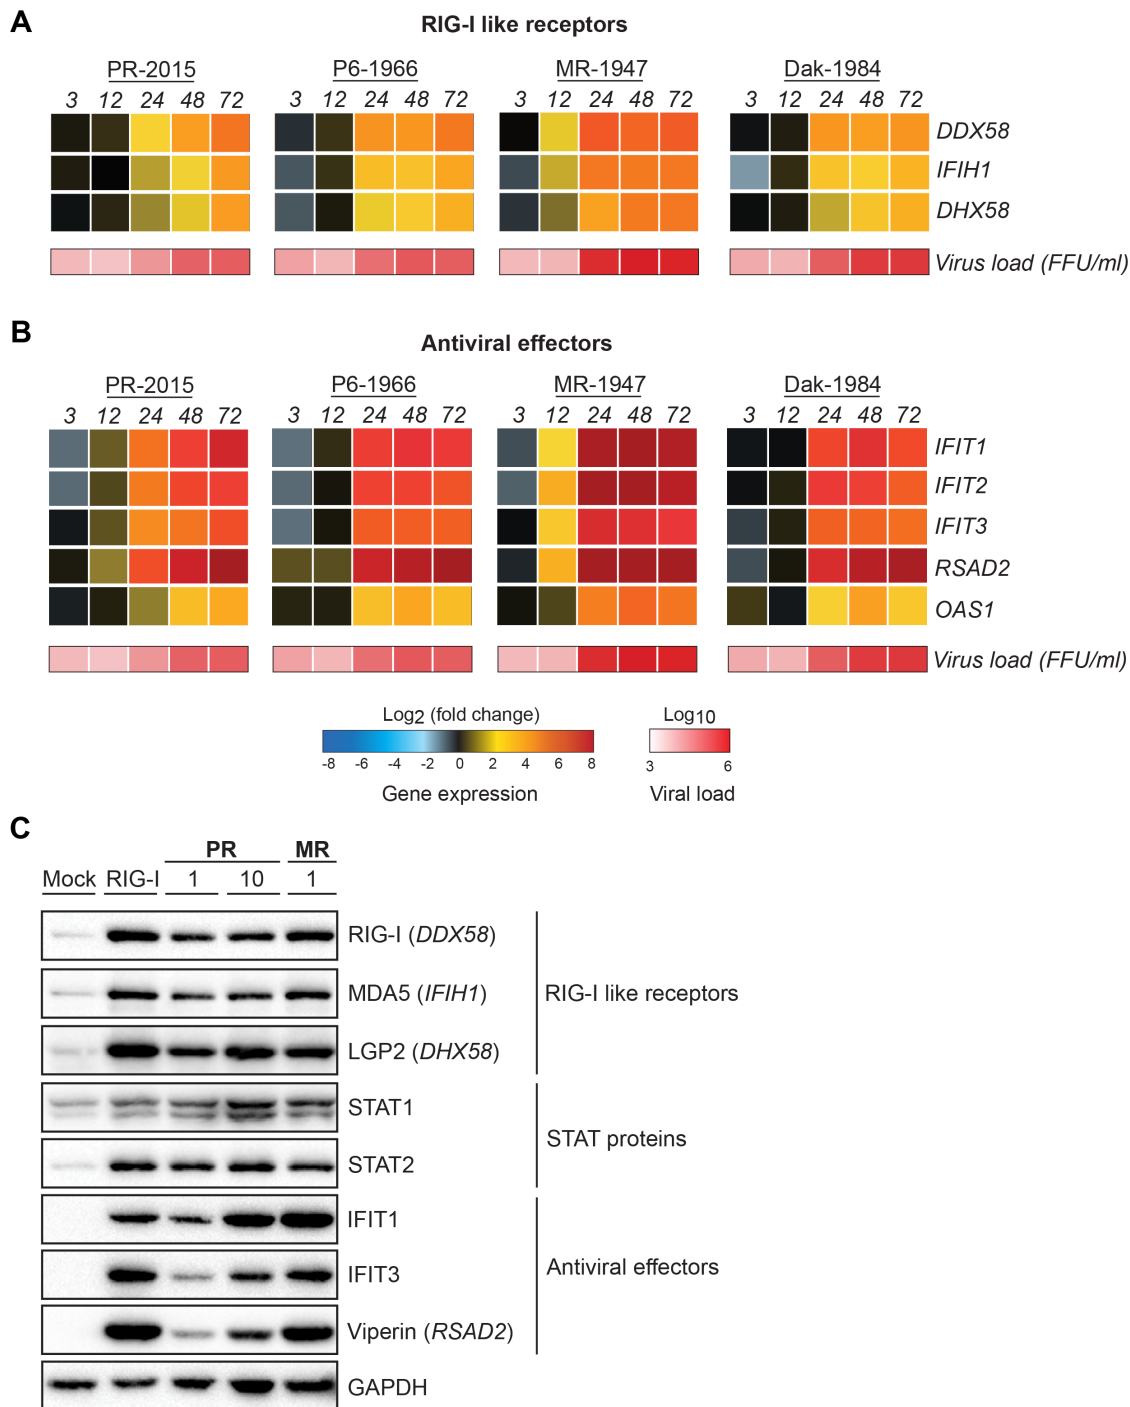 A
RIG-I like receptors
PR-2015 P6-1966 MR-1947 Dak-1984
3 12 24 48 72 3 12 24 48 72 3 12 24 48 72 3 12 24 48 72
DDX58
IFIH1
DHX58
Virus load (FFU/ml)
B
Antiviral effectors
PR-2015 P6-1966 MR-1947 Dak-1984
3 12 24 48 72 3 12 24 48 72 3 12 24 48 72 3 12 24 48 72
IFIT1
IFIT2
IFIT3
RSAD2
OAS1
Virus load (FFU/ml)
Log2 (fold change) Log10
-8 -6 -4 -2 0 2 4 6 8 3 6
Gene expression Viral load
C
PR MR
Mock RIG-I 1 10 1
RIG-I (DDX58)
MDA5 (IFIH1) RIG-I like receptors
LGP2 (DHX58)
STAT1
STAT proteins
STAT2
IFIT1
Antiviral effectors
IFIT3
Viperin (RSAD2)
GAPDH